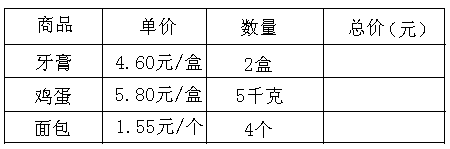 商品 单价 数量 总价(元)
牙膏 4.60元/盒 2盒
鸡蛋 5.80元/盒 5千克
面包 1.55元/个 4个